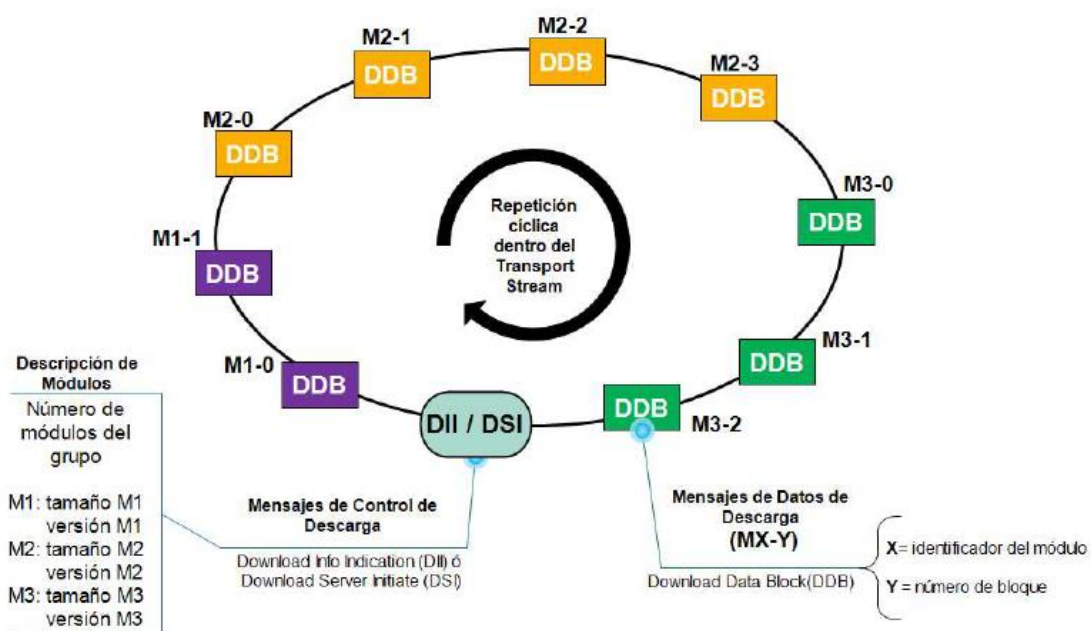 M2-2
DDB
M2-1
DDB
M2-3
DDB
M2-0
DDB
M3-0
DDB
Repetición
cíclica
dentro del
Transport
Stream
M1-1
DDB
M3-1
DDB
M1-0
DDB
DDB
M3-2
DII / DSI
Descripción de
Módulos
Número de
módulos del
grupo
M1: tamaño M1
versión M1
M2: tamaño M2
versión M2
M3: tamaño M3
versión M3
Mensajes de Control de
Descarga
Download Info Indication (DII) ó
Download Server Initiate (DSI)
Mensajes de Datos de
Descarga
(MX-Y)
Download Data Block(DDB)
X= identificador del módulo
Y = número de bloque